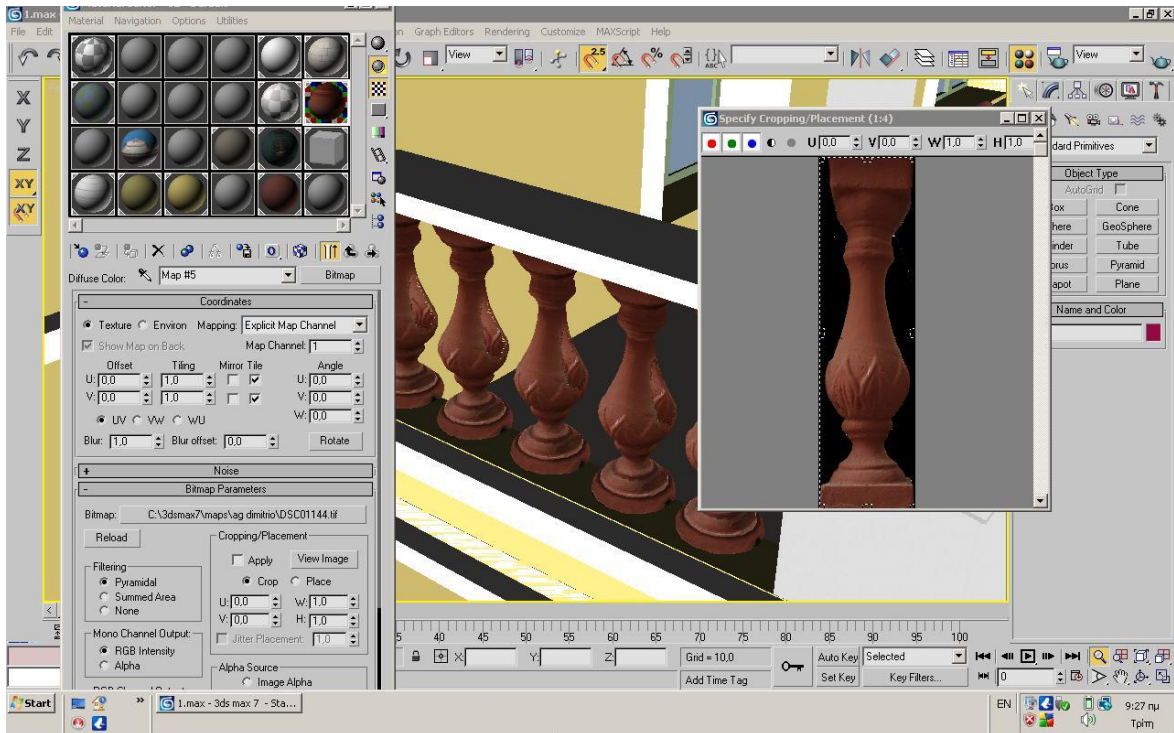 1.max
Material Navigation Options Utilities
File Edit
Graph Editors Rendering Customize MAXScript Help
View
2.5
View
X
Y
Z
XY
XY
Specify Cropping/Placement (1:4)
U 0,0 V 0,0 W 1,0 H 1,0
dard Primitives
Object Type
AutoGrid
Box Cone
here GeoSphere
inder Tube
orus Pyramid
apot Plane
Name and Color
Diffuse Color: Map #5 Bitmap
- Coordinates
Texture Environ Mapping: Explicit Map Channel
Show Map on Back Map Channel: 1
Offset Tiling Mirror Tile Angle
U: 0,0 1,0 U: 0,0
V: 0,0 1,0 V: 0,0
UV VW WU W: 0,0
Blur: 1,0 Blur offset: 0,0 Rotate
+ Noise
- Bitmap Parameters
Bitmap: C:\3dsmax7\maps\ag dimitrio\DSC01144.tif
Reload
Cropping/Placement
Apply View Image
Crop Place
U: 0,0 W: 1,0
V: 0,0 H: 1,0
Jitter Placement: 1,0
Filtering
Pyramidal
Summed Area
None
Mono Channel Output:
RGB Intensity
Alpha
Alpha Source
Image Alpha
40 45 50 55 60 65 70 75 80 85 90 95 100
X: Y: Z: Grid = 10,0 Auto Key Selected
Add Time Tag Set Key Key Filters... 0
Start 1.max - 3ds max 7 - Sta... EN 9:27 πμ
Τρίτη